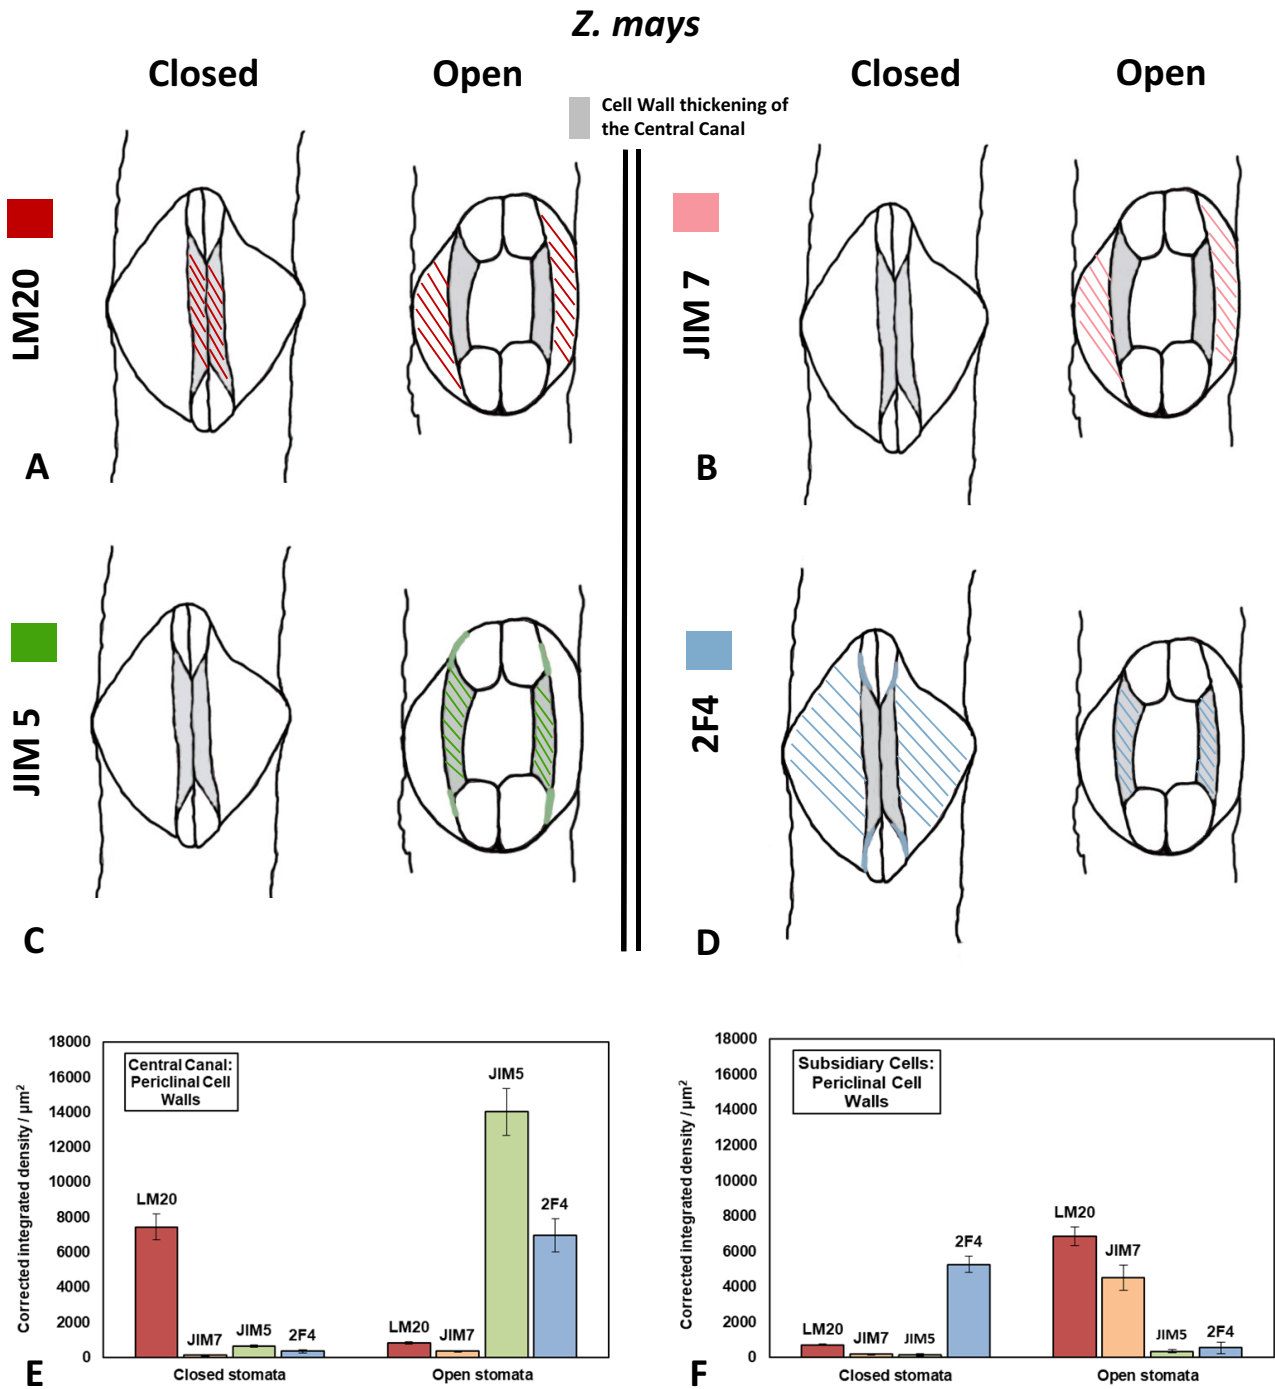 Z. mays
Closed
Open
Closed
Open
Cell Wall thickening of
the Central Canal
LM20
JIM 7
A
B
JIM 5
2F4
C
D
18000
16000
14000
12000
10000
8000
6000
4000
2000
0
Corrected integrated density / µm²
Central Canal:
Periclinal Cell
Walls
LM20
JIM7
JIM5
2F4
LM20
JIM7
JIM5
2F4
Closed stomata
Open stomata
E
18000
16000
14000
12000
10000
8000
6000
4000
2000
0
Corrected integrated density / µm²
Subsidiary Cells:
Periclinal Cell
Walls
LM20
JIM7
JIM5
2F4
LM20
JIM7
JIM5
2F4
Closed stomata
Open stomata
F